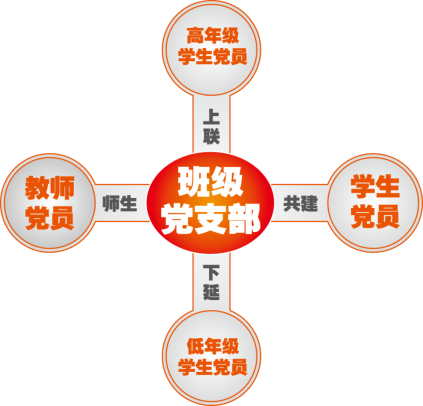 高年级
学生党员
上
联
教师
党员
师生
班级
党支部
共建
学生
党员
下
延
低年级
学生党员